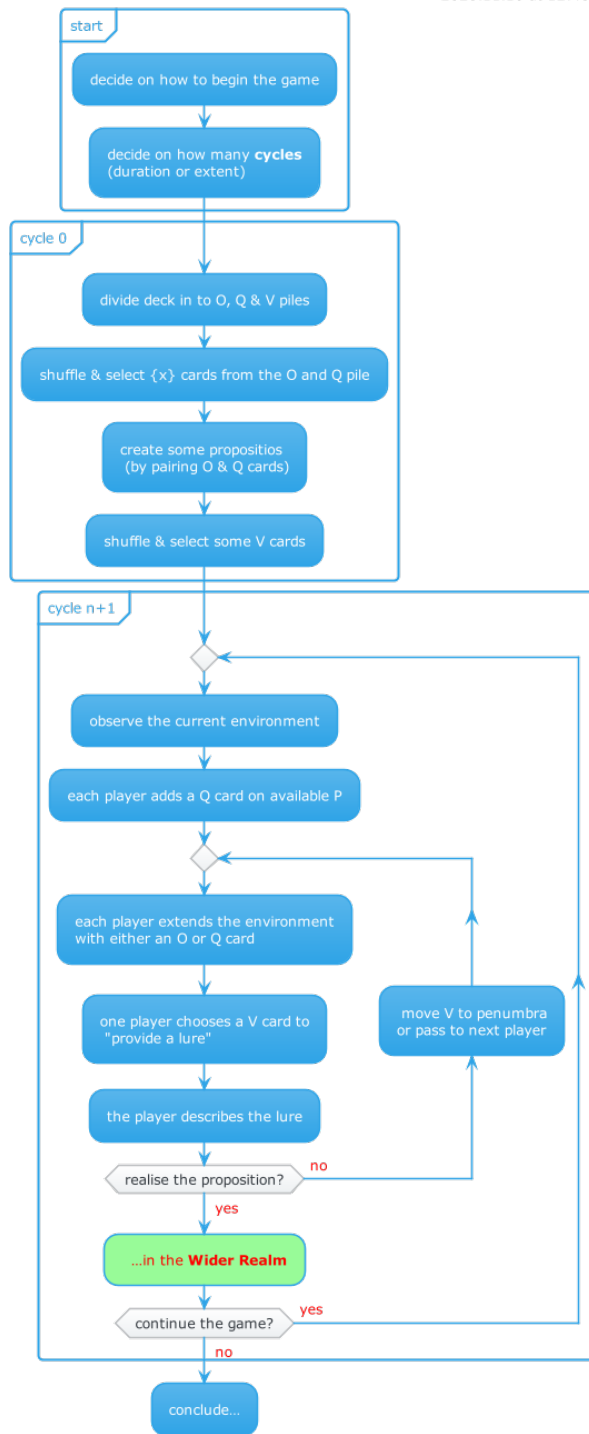 start
decide on how to begin the game
decide on how many cycles
(duration or extent)
cycle 0
divide deck in to O, Q & V piles
shuffle & select {x} cards from the O and Q pile
create some propositios
(by pairing O & Q cards)
shuffle & select some V cards
cycle n+1
observe the current environment
each player adds a Q card on available P
each player extends the environment
with either an O or Q card
one player chooses a V card to
"provide a lure"
move V to penumbra
or pass to next player
the player describes the lure
realise the proposition?
no
yes
...in the Wider Realm
continue the game?
yes
no
conclude...